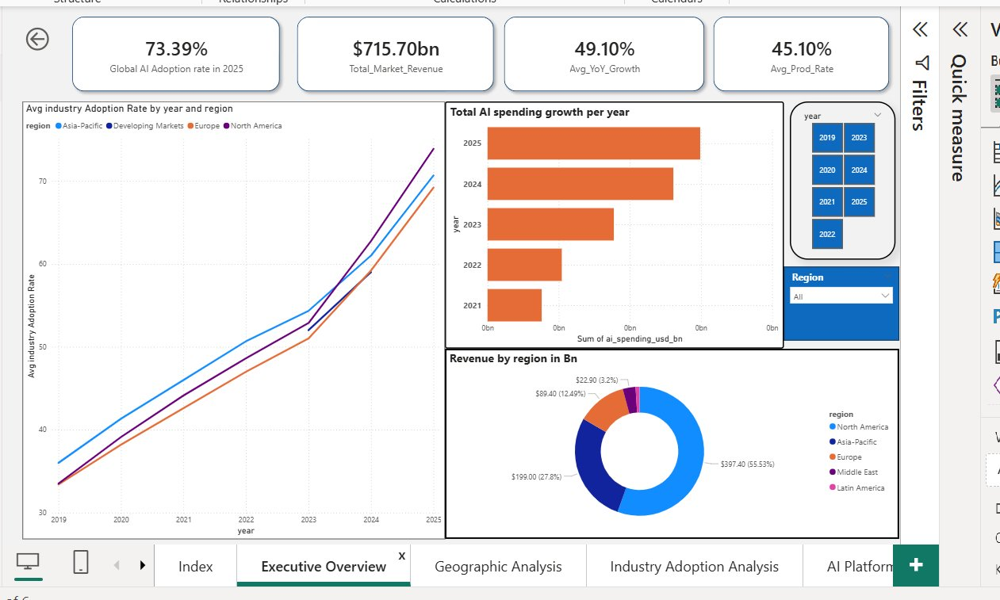 Structure Relationships Calculations Calendars
73.39%
Global AI Adoption rate in 2025
$715.70bn
Total_Market_Revenue
49.10%
Avg_YoY_Growth
45.10%
Avg_Prod_Rate
Filters
Quick measure
Avg industry Adoption Rate by year and region
region Asia-Pacific Developing Markets Europe North America
Avg industry Adoption Rate
70
60
50
40
30
2019 2020 2021 2022 2023 2024 2025
year
Total AI spending growth per year
year
2025
2024
2023
2022
2021
0bn 0bn 0bn 0bn 0bn
Sum of ai_spending_usd_bn
year
2019 2023
2020 2024
2021 2025
2022
Region
All
Revenue by region in Bn
$22.90 (3.2%)
$89.40 (12.49%)
$199.00 (27.8%)
$397.40 (55.53%)
region
North America
Asia-Pacific
Europe
Middle East
Latin America
Index
Executive Overview
X
Geographic Analysis
Industry Adoption Analysis
AI Platform
+